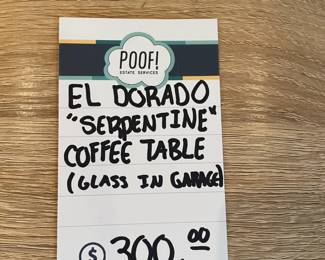 POOF!
ESTATE SERVICES
EL DORADO
"SERPENTINE"
COFFEE TABLE
(GLASS IN GARAGE)
$ 300.00